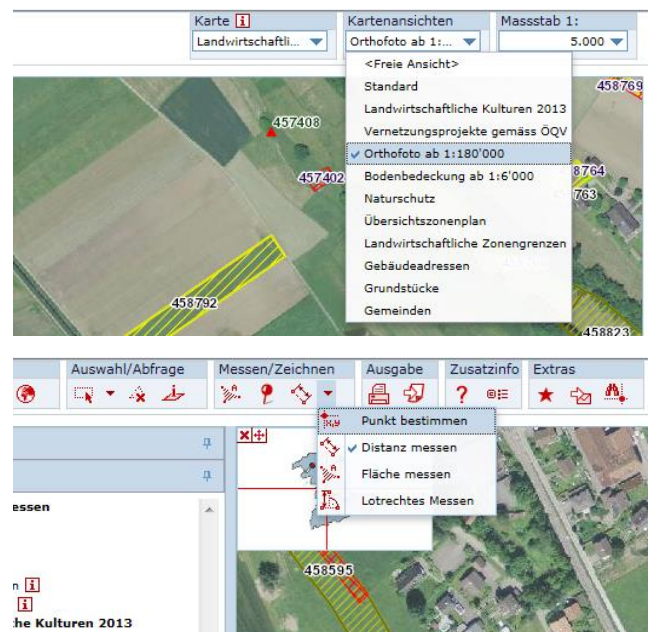 Karte i Kartenansichten Massstab 1:
Landwirtschaftli... Orthofoto ab 1:... 5.000
<Freie Ansicht>
Standard
Landwirtschaftliche Kulturen 2013
Vernetzungsprojekte gemäss ÖQV
Orthofoto ab 1:180'000
Bodenbedeckung ab 1:6'000
Naturschutz
Übersichtszonenplan
Landwirtschaftliche Zonengrenzen
Gebäudeadressen
Grundstücke
Gemeinden
458769
457408
457402
8764
763
458792
458823
Auswahl/Abfrage Messen/Zeichnen Ausgabe Zusatzinfo Extras
Punkt bestimmen
Distanz messen
Fläche messen
Lotrechtes Messen
x,y
essen
458595
n i
i
he Kulturen 2013